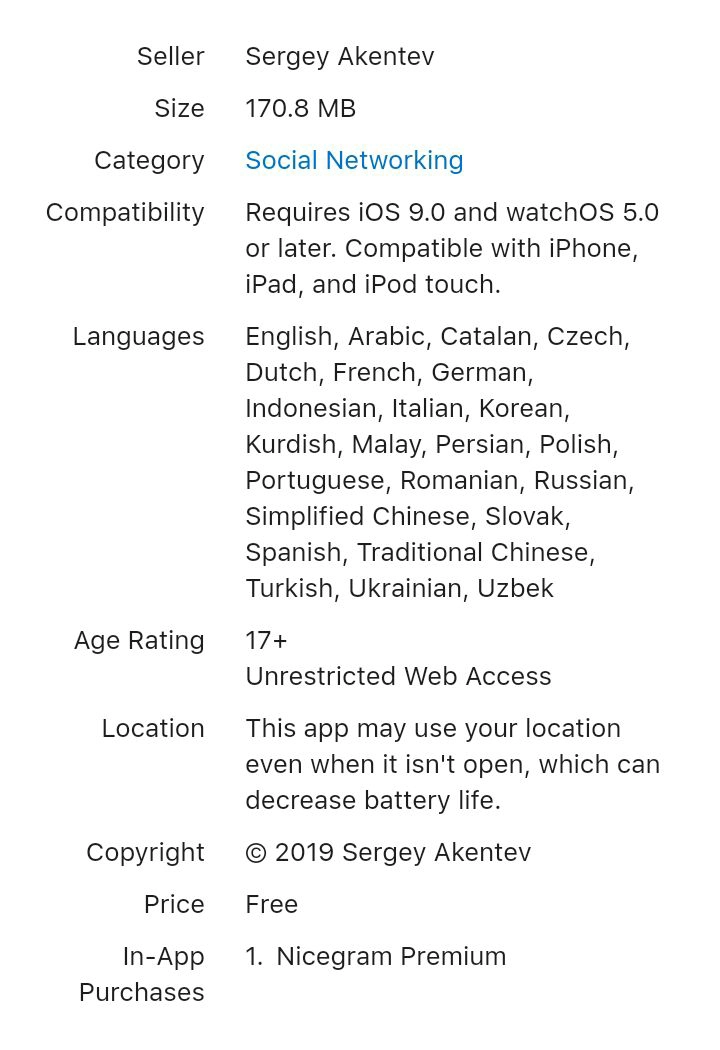 Seller Sergey Akentev
Size 170.8 MB
Category Social Networking
Compatibility Requires iOS 9.0 and watchOS 5.0
or later. Compatible with iPhone,
iPad, and iPod touch.
Languages English, Arabic, Catalan, Czech,
Dutch, French, German,
Indonesian, Italian, Korean,
Kurdish, Malay, Persian, Polish,
Portuguese, Romanian, Russian,
Simplified Chinese, Slovak,
Spanish, Traditional Chinese,
Turkish, Ukrainian, Uzbek
Age Rating 17+
Unrestricted Web Access
Location This app may use your location
even when it isn't open, which can
decrease battery life.
Copyright © 2019 Sergey Akentev
Price Free
In-App 1. Nicegram Premium
Purchases